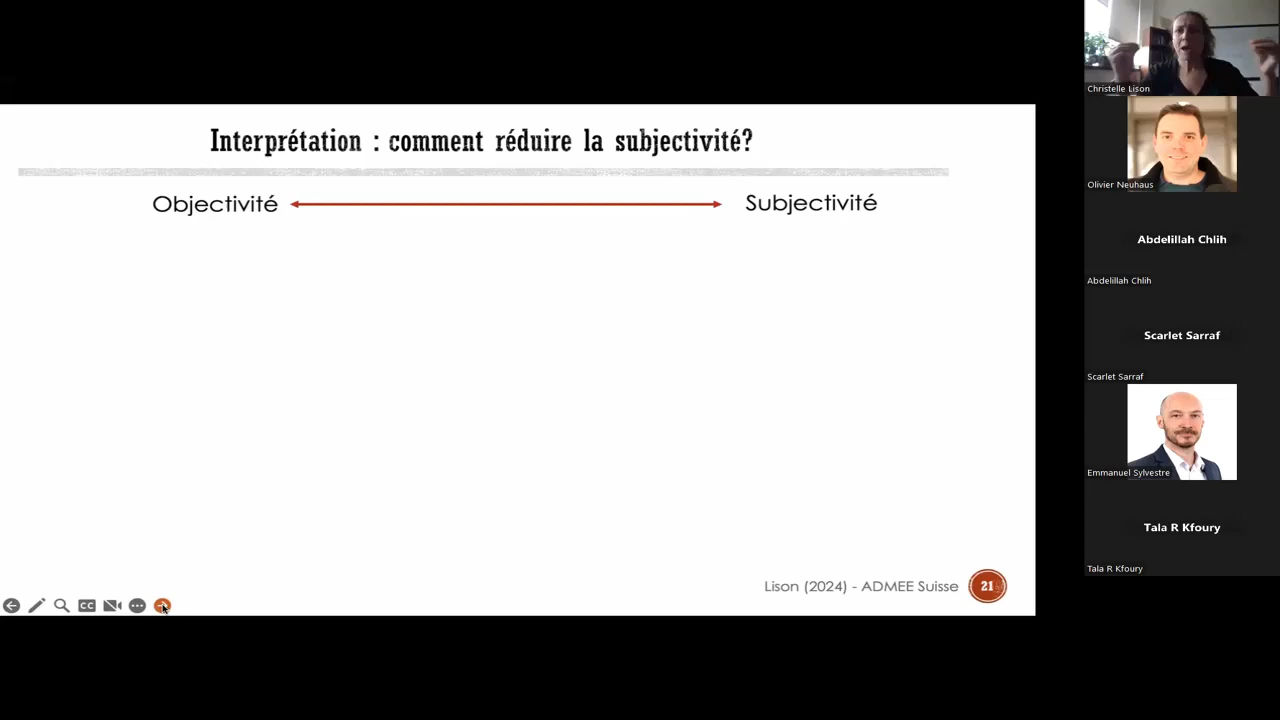 Interprétation : comment réduire la subjectivité?
Objectivité
Subjectivité
Lison (2024) - ADMEE Suisse
21
CC
Christelle Lison
Olivier Neuhaus
Abdelillah Chlih
Abdelillah Chlih
Scarlet Sarraf
Scarlet Sarraf
Emmanuel Sylvestre
Tala R Kfoury
Tala R Kfoury